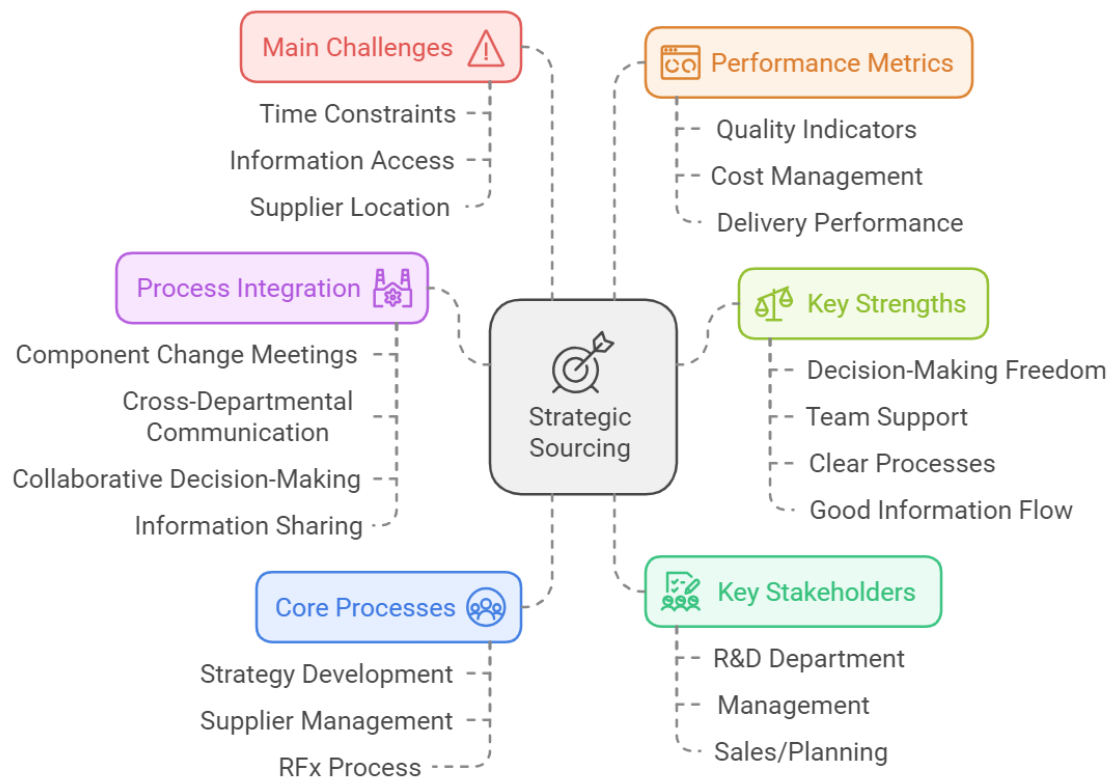 Main Challenges
Time Constraints
Information Access
Supplier Location
Performance Metrics
Quality Indicators
Cost Management
Delivery Performance
Process Integration
Component Change Meetings
Cross-Departmental
Communication
Collaborative Decision-Making
Information Sharing
Strategic
Sourcing
Key Strengths
Decision-Making Freedom
Team Support
Clear Processes
Good Information Flow
Core Processes
Strategy Development
Supplier Management
RFx Process
Key Stakeholders
R&D Department
Management
Sales/Planning